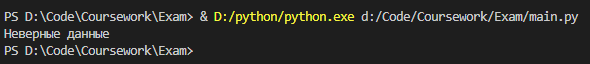 PS D:\Code\Coursework\Exam> & D:/python/python.exe d:/Code/Coursework/Exam/main.py
Неверные данные
PS D:\Code\Coursework\Exam>